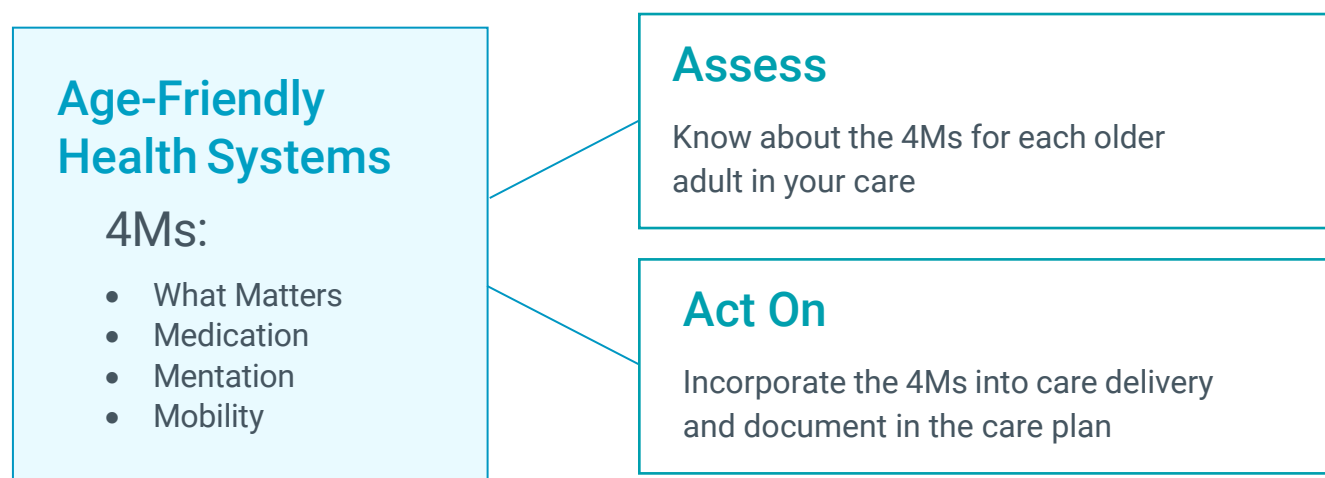 Age-Friendly
Health Systems
4Ms:
• What Matters
• Medication
• Mentation
• Mobility
Assess
Know about the 4Ms for each older
adult in your care
Act On
Incorporate the 4Ms into care delivery
and document in the care plan